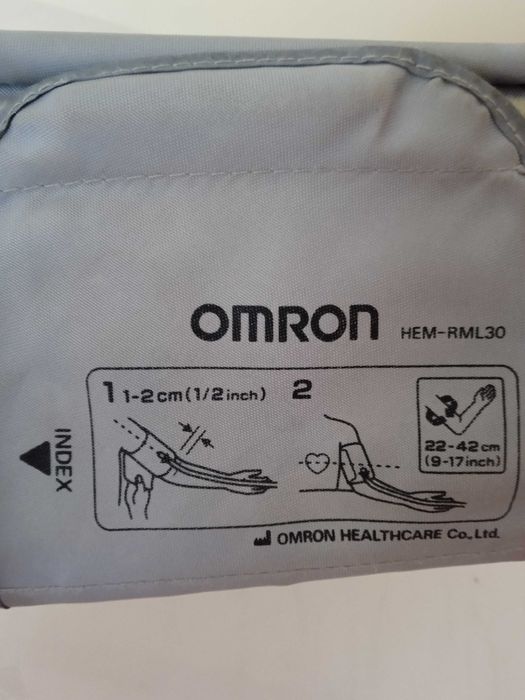 OMRON HEM-RML30
1 1-2cm(1/2inch) 2
22-42cm
(9-17inch)
INDEX
OMRON HEALTHCARE Co.,Ltd.